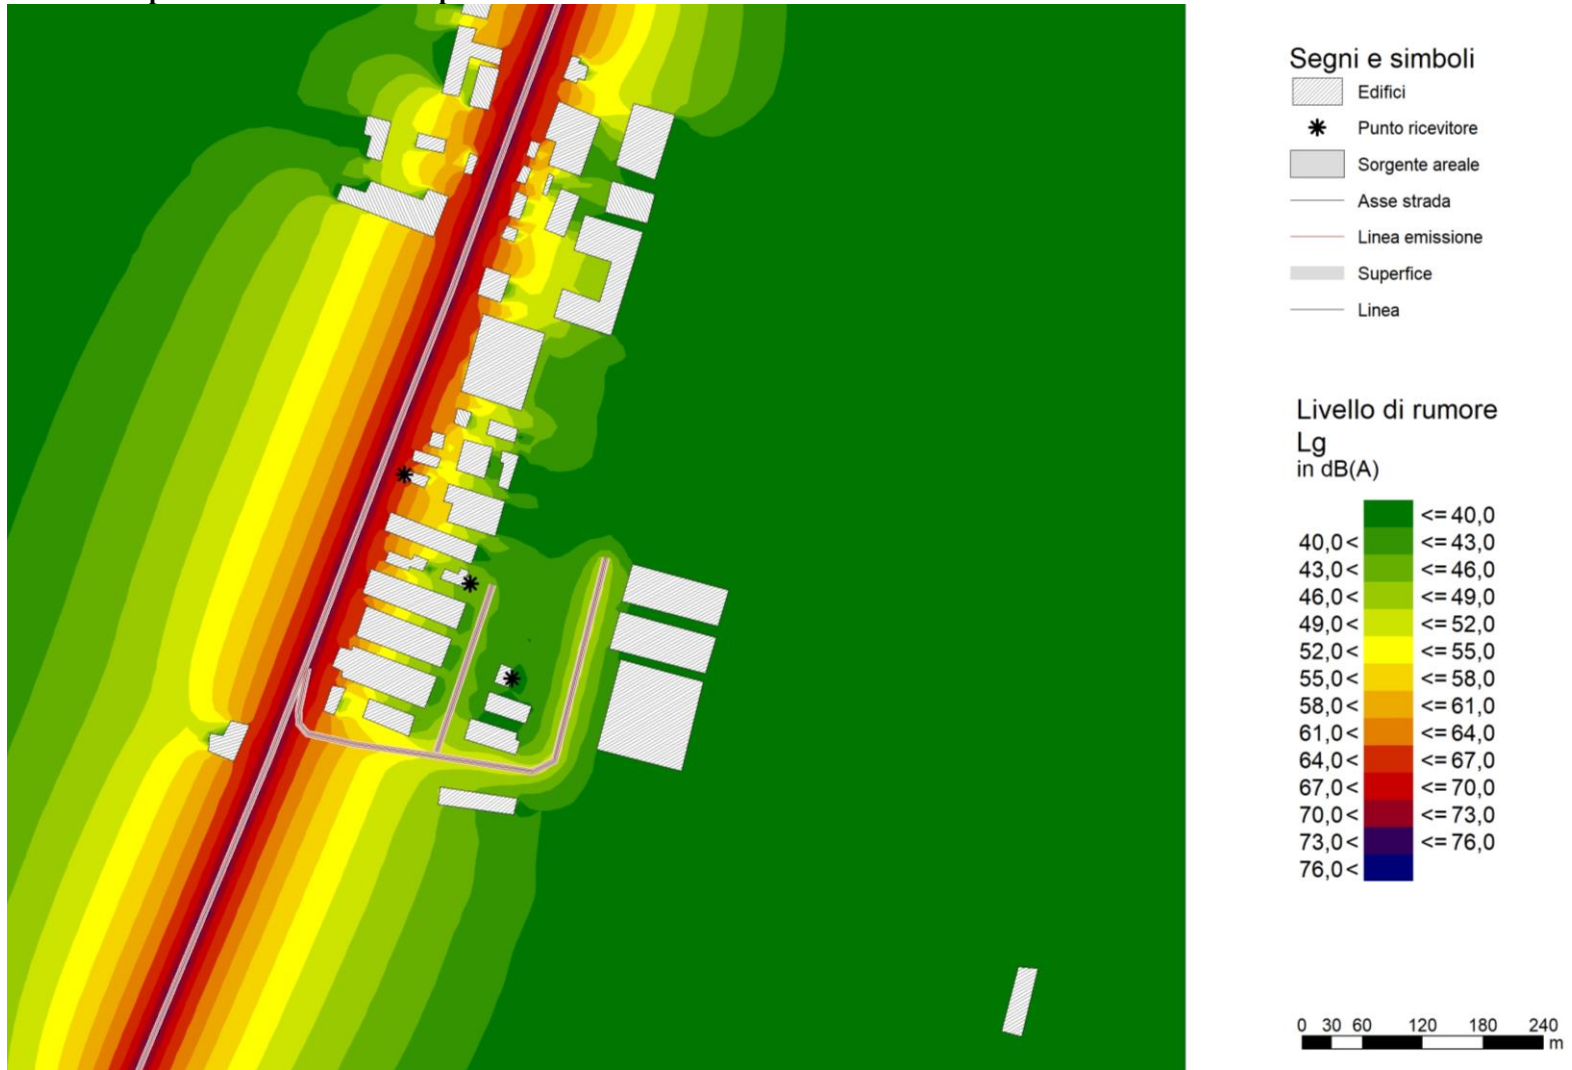 Segni e simboli
Edifici
Punto ricevitore
Sorgente areale
Asse strada
Linea emissione
Superfice
Linea
Livello di rumore
Lg
in dB(A)
<= 40,0
40,0 < <= 43,0
43,0 < <= 46,0
46,0 < <= 49,0
49,0 < <= 52,0
52,0 < <= 55,0
55,0 < <= 58,0
58,0 < <= 61,0
61,0 < <= 64,0
64,0 < <= 67,0
67,0 < <= 70,0
70,0 < <= 73,0
73,0 < <= 76,0
76,0 <
0 30 60 120 180 240
m